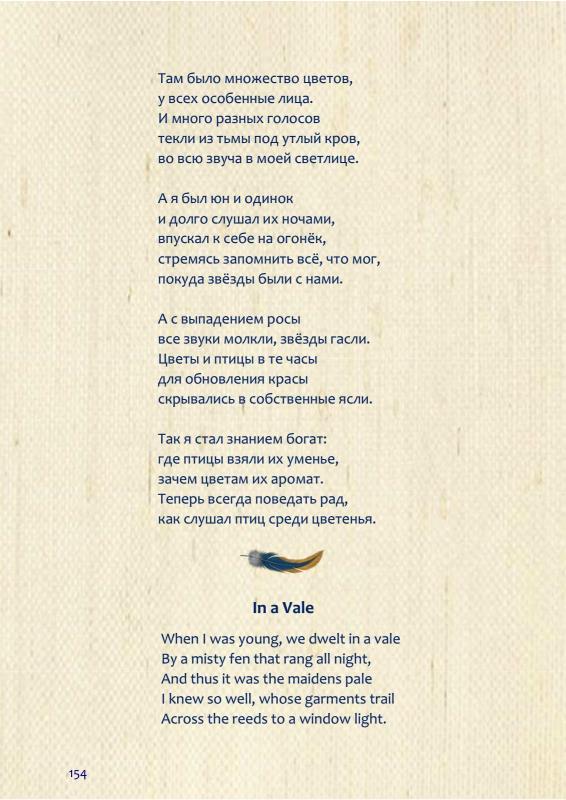 Там было множество цветов,
у всех особенные лица.
И много разных голосов
текли из тьмы под утлый кров,
во всю звуча в моей светлице.
А я был юн и одинок
и долго слушал их ночами,
впускал к себе на огонёк,
стремясь запомнить всё, что мог,
покуда звёзды были с нами.
А с выпадением росы
все звуки молкли, звёзды гасли.
Цветы и птицы в те часы
для обновления красы
скрывались в собственные ясли.
Так я стал знанием богат:
где птицы взяли их уменье,
зачем цветам их аромат.
Теперь всегда поведать рад,
как слушал птиц среди цветенья.
In a Vale
When I was young, we dwelt in a vale
By a misty fen that rang all night,
And thus it was the maidens pale
I knew so well, whose garments trail
Across the reeds to a window light.
154